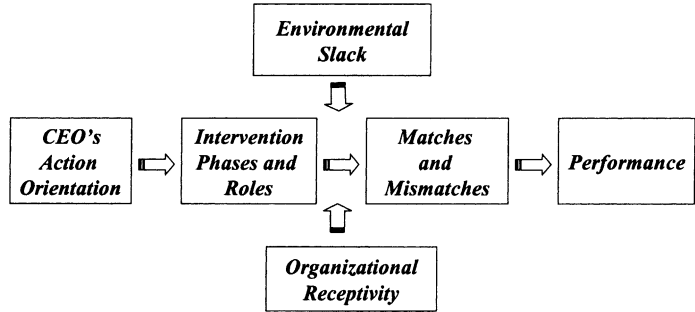 Environmental
Slack
CEO's
Action
Orientation
Intervention
Phases and
Roles
Matches
and
Mismatches
Performance
Organizational
Receptivity